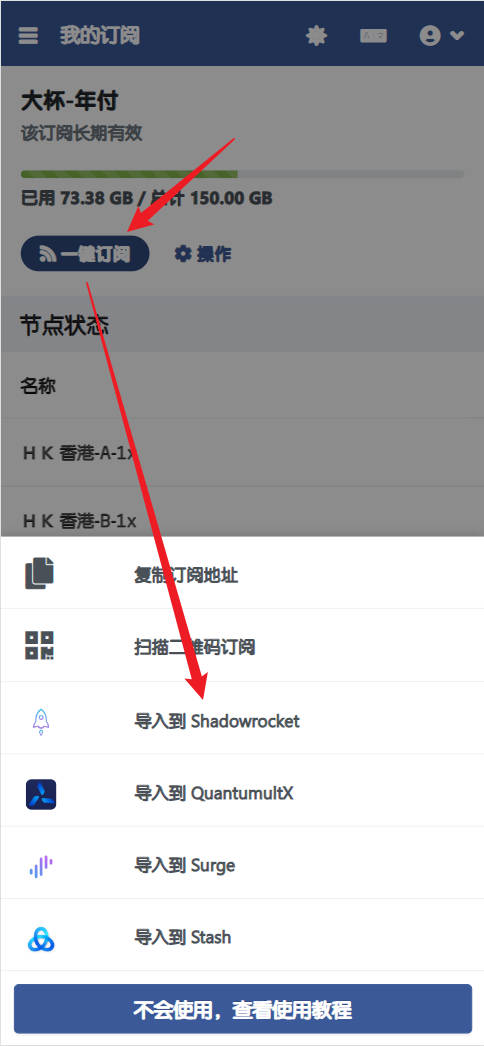 我的订阅
大杯-年付
该订阅长期有效
已用 73.38 GB / 总计 150.00 GB
一键订阅
操作
节点状态
名称
H K 香港-A-1x
H K 香港-B-1x
复制订阅地址
扫描二维码订阅
导入到 Shadowrocket
导入到 QuantumultX
导入到 Surge
导入到 Stash
不会使用，查看使用教程